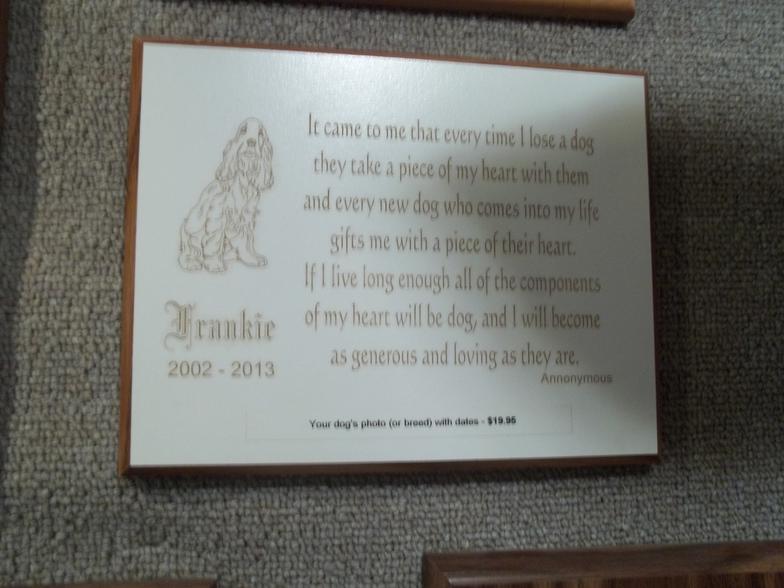 It came to me that every time I lose a dog
they take a piece of my heart with them
and every new dog who comes into my life
gifts me with a piece of their heart.
If I live long enough all of the components
of my heart will be dog, and I will become
as generous and loving as they are.
Annonymous
Frankie
2002 - 2013
Your dog's photo (or breed) with dates - $19.95